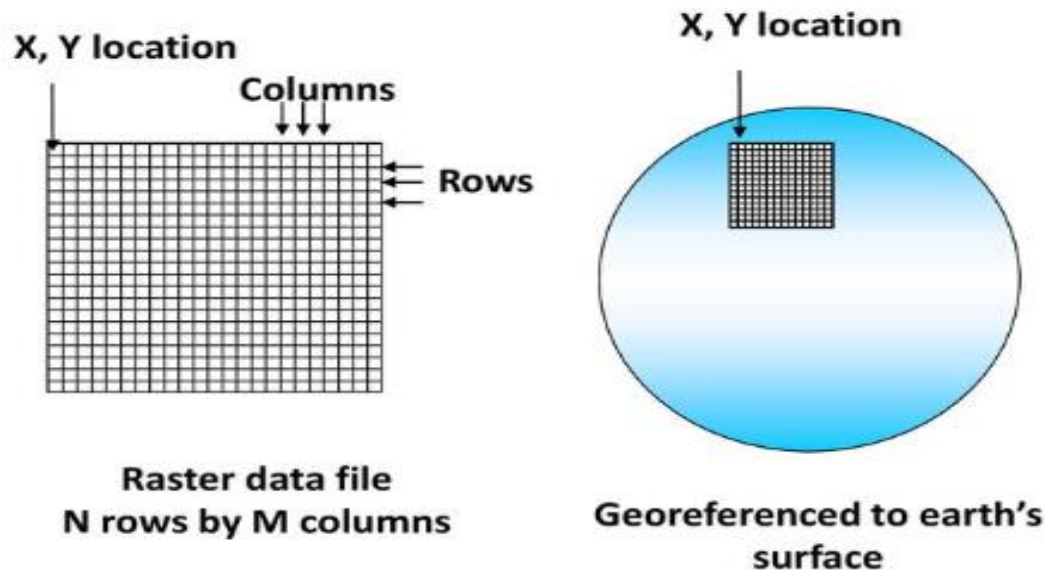 X, Y location
Columns
Rows
Raster data file
N rows by M columns
X, Y location
Georeferenced to earth's
surface